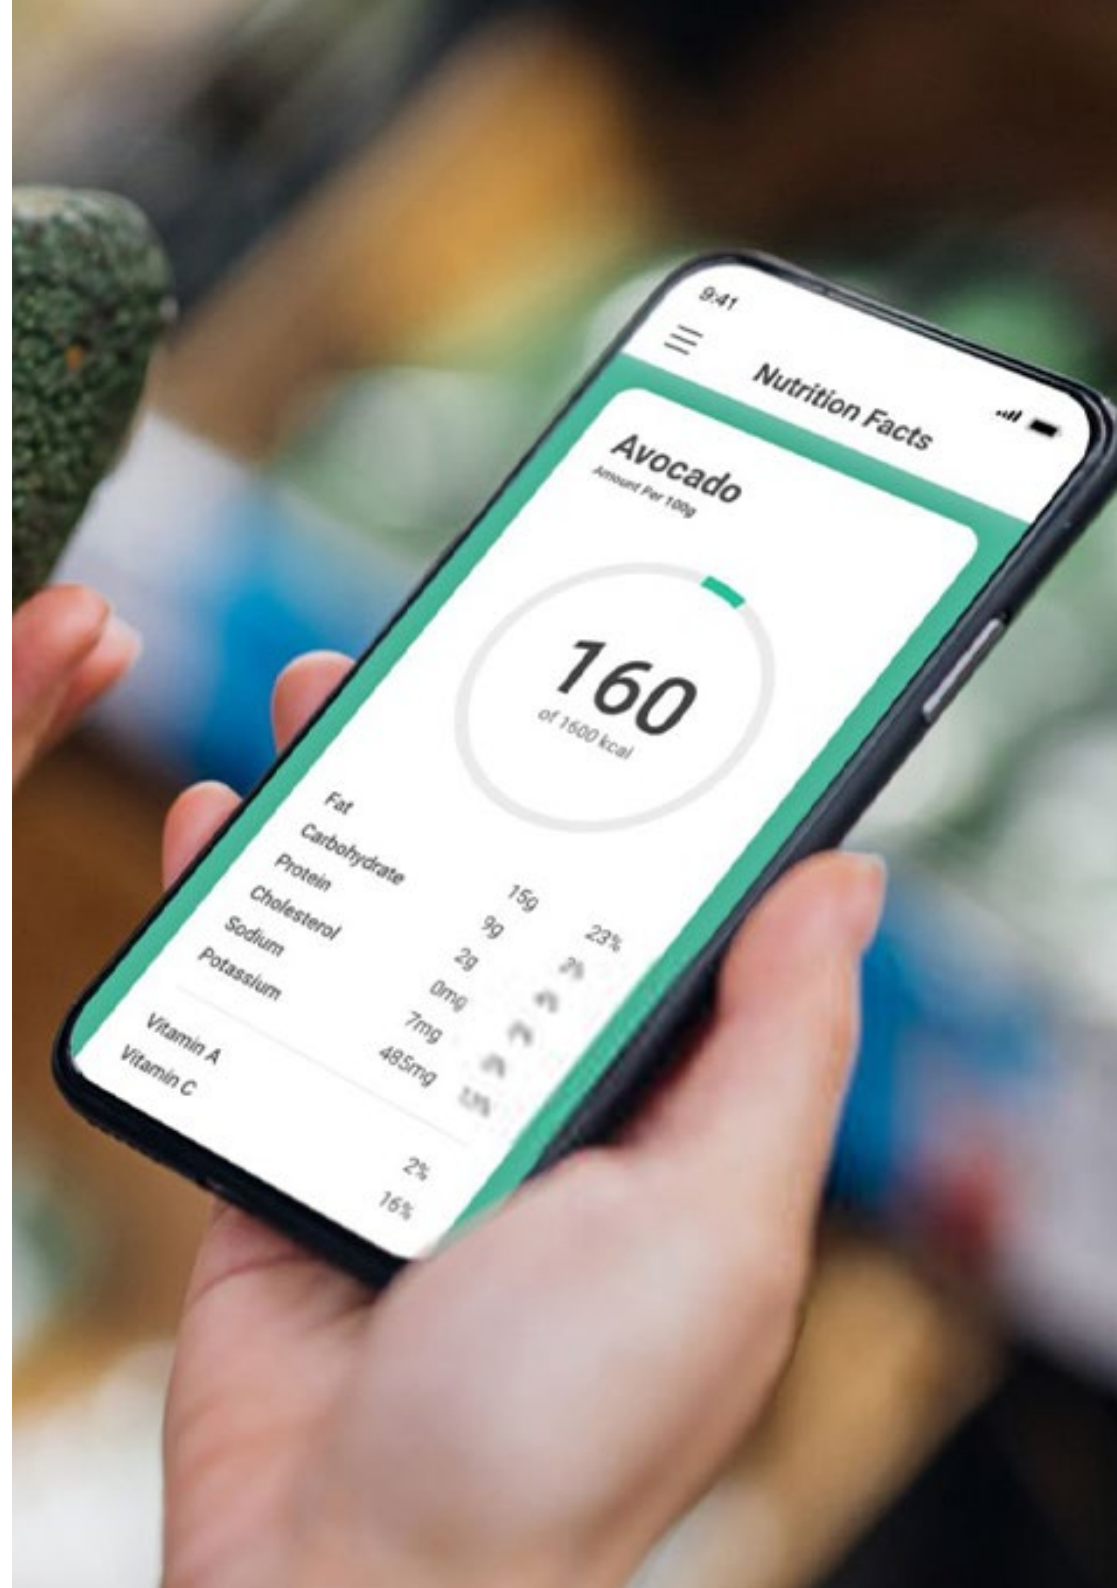 9:41
Nutrition Facts
Avocado
Amount Per 100g
160
of 1600 kcal
Fat 15g 23%
Carbohydrate 9g
Protein 2g
Cholesterol 0mg
Sodium 7mg
Potassium 485mg
Vitamin A 2%
Vitamin C 16%